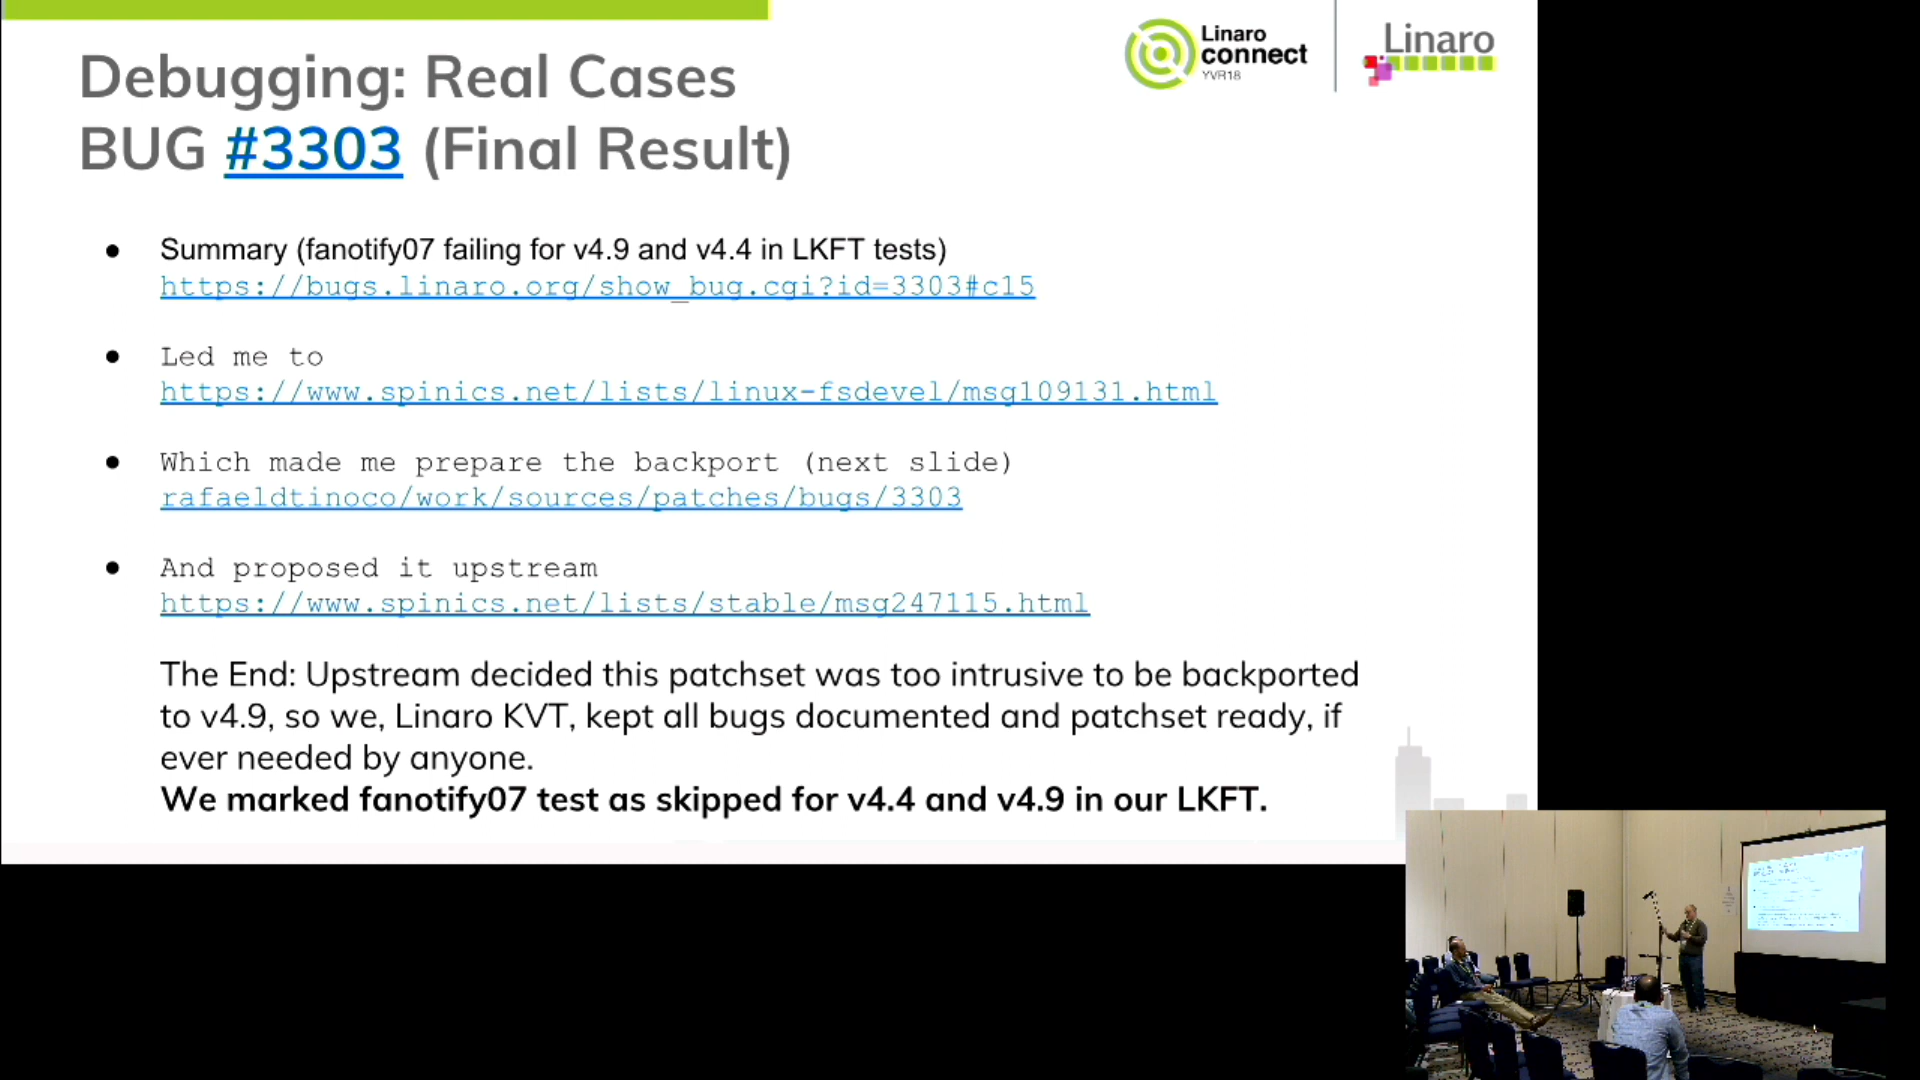 Linaro
connect
YVR18
Linaro
Debugging: Real Cases
BUG #3303 (Final Result)
● Summary (fanotify07 failing for v4.9 and v4.4 in LKFT tests)
https://bugs.linaro.org/show_bug.cgi?id=3303#c15
● Led me to
https://www.spinics.net/lists/linux-fsdevel/msg109131.html
● Which made me prepare the backport (next slide)
rafaeldtinoco/work/sources/patches/bugs/3303
● And proposed it upstream
https://www.spinics.net/lists/stable/msg247115.html
The End: Upstream decided this patchset was too intrusive to be backported
to v4.9, so we, Linaro KVT, kept all bugs documented and patchset ready, if
ever needed by anyone.
We marked fanotify07 test as skipped for v4.4 and v4.9 in our LKFT.